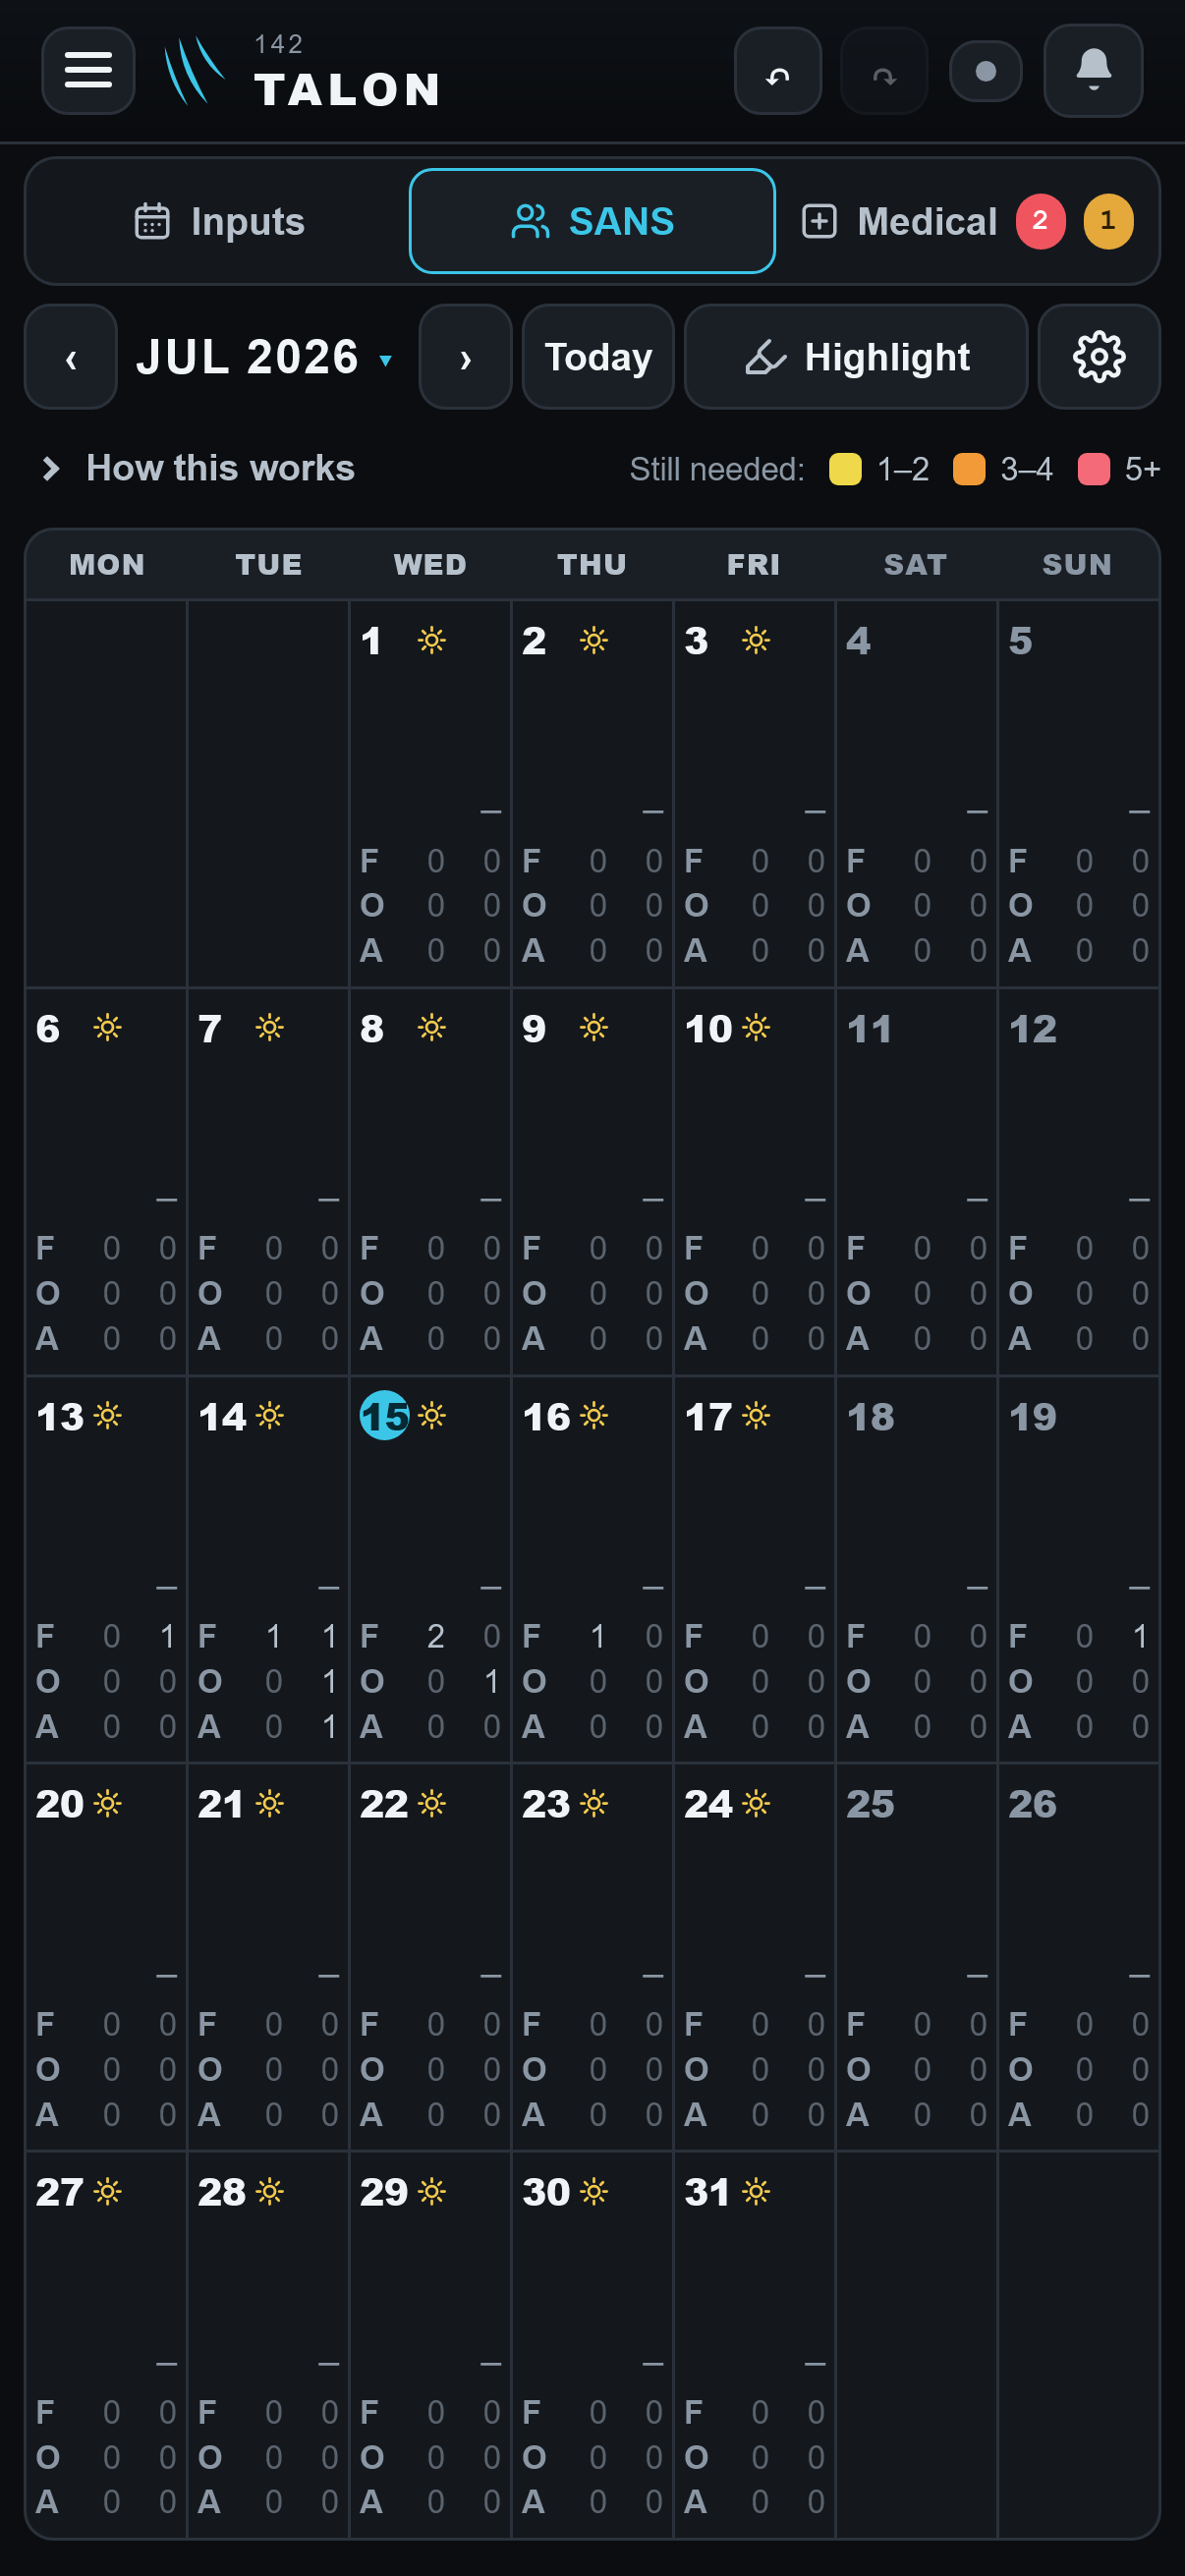 142
TALON
Inputs SANS Medical 2 1
‹ JUL 2026 ▾ › Today Highlight
How this works Still needed: 1–2 3–4 5+
MON TUE WED THU FRI SAT SUN
1 2 3 4 5
– – – – –
F 0 0 F 0 0 F 0 0 F 0 0 F 0 0
O 0 0 O 0 0 O 0 0 O 0 0 O 0 0
A 0 0 A 0 0 A 0 0 A 0 0 A 0 0
6 7 8 9 10 11 12
– – – – – – –
F 0 0 F 0 0 F 0 0 F 0 0 F 0 0 F 0 0 F 0 0
O 0 0 O 0 0 O 0 0 O 0 0 O 0 0 O 0 0 O 0 0
A 0 0 A 0 0 A 0 0 A 0 0 A 0 0 A 0 0 A 0 0
13 14 15 16 17 18 19
– – – – – – –
F 0 1 F 1 1 F 2 0 F 1 0 F 0 0 F 0 0 F 0 1
O 0 0 O 0 1 O 0 1 O 0 0 O 0 0 O 0 0 O 0 0
A 0 0 A 0 1 A 0 0 A 0 0 A 0 0 A 0 0 A 0 0
20 21 22 23 24 25 26
– – – – – – –
F 0 0 F 0 0 F 0 0 F 0 0 F 0 0 F 0 0 F 0 0
O 0 0 O 0 0 O 0 0 O 0 0 O 0 0 O 0 0 O 0 0
A 0 0 A 0 0 A 0 0 A 0 0 A 0 0 A 0 0 A 0 0
27 28 29 30 31
– – – – –
F 0 0 F 0 0 F 0 0 F 0 0 F 0 0
O 0 0 O 0 0 O 0 0 O 0 0 O 0 0
A 0 0 A 0 0 A 0 0 A 0 0 A 0 0